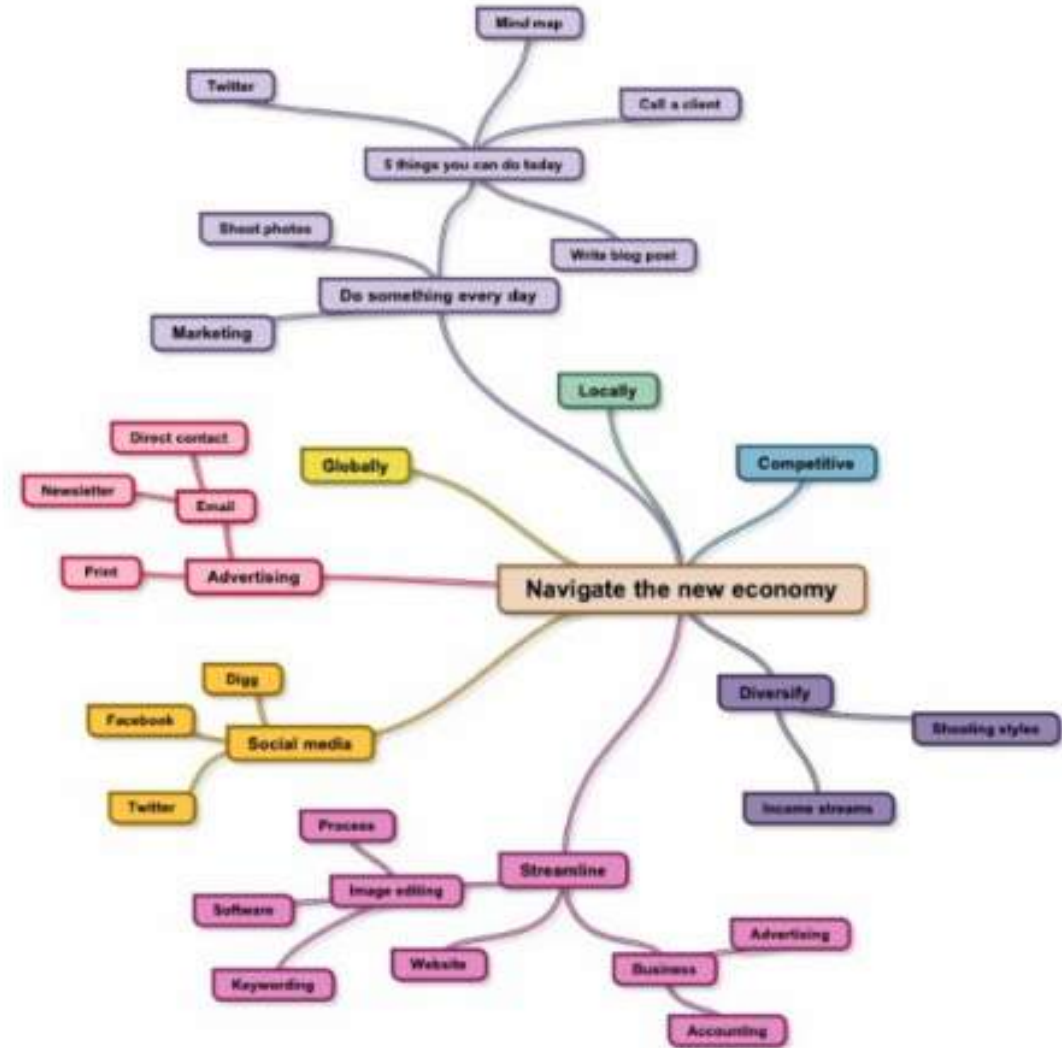 Mind map
Twitter
Call a client
5 things you can do today
Shoot photos
Write blog post
Do something every day
Marketing
Locally
Direct contact
Globally
Competitive
Newsletter
Email
Print
Advertising
Navigate the new economy
Digg
Diversify
Facebook
Shooting styles
Social media
Twitter
Income streams
Process
Streamline
Image editing
Software
Advertising
Website
Business
Keywording
Accounting